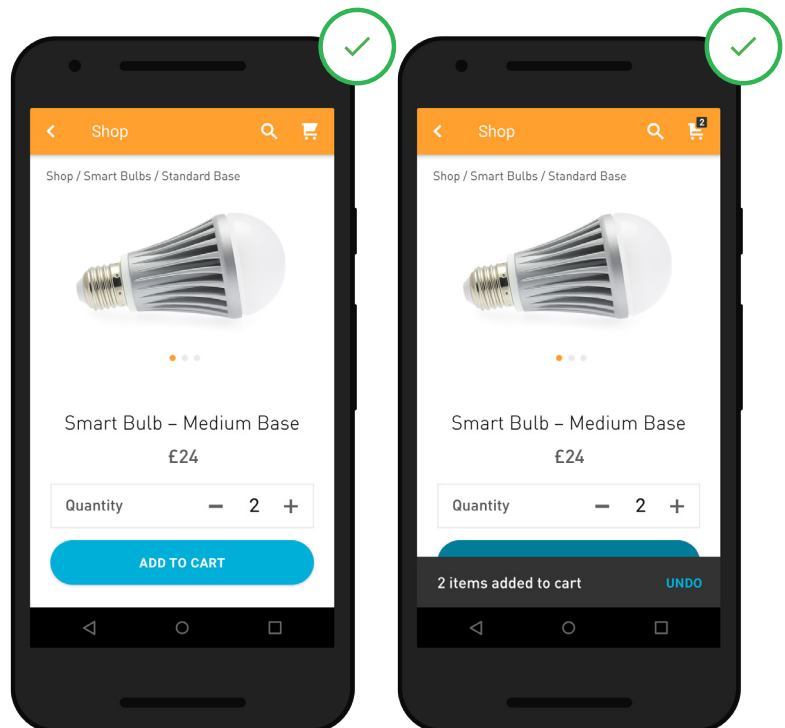 Shop
Shop / Smart Bulbs / Standard Base
Smart Bulb – Medium Base
£24
Quantity − 2 +
ADD TO CART
Shop 2
Shop / Smart Bulbs / Standard Base
Smart Bulb – Medium Base
£24
Quantity − 2 +
2 items added to cart UNDO